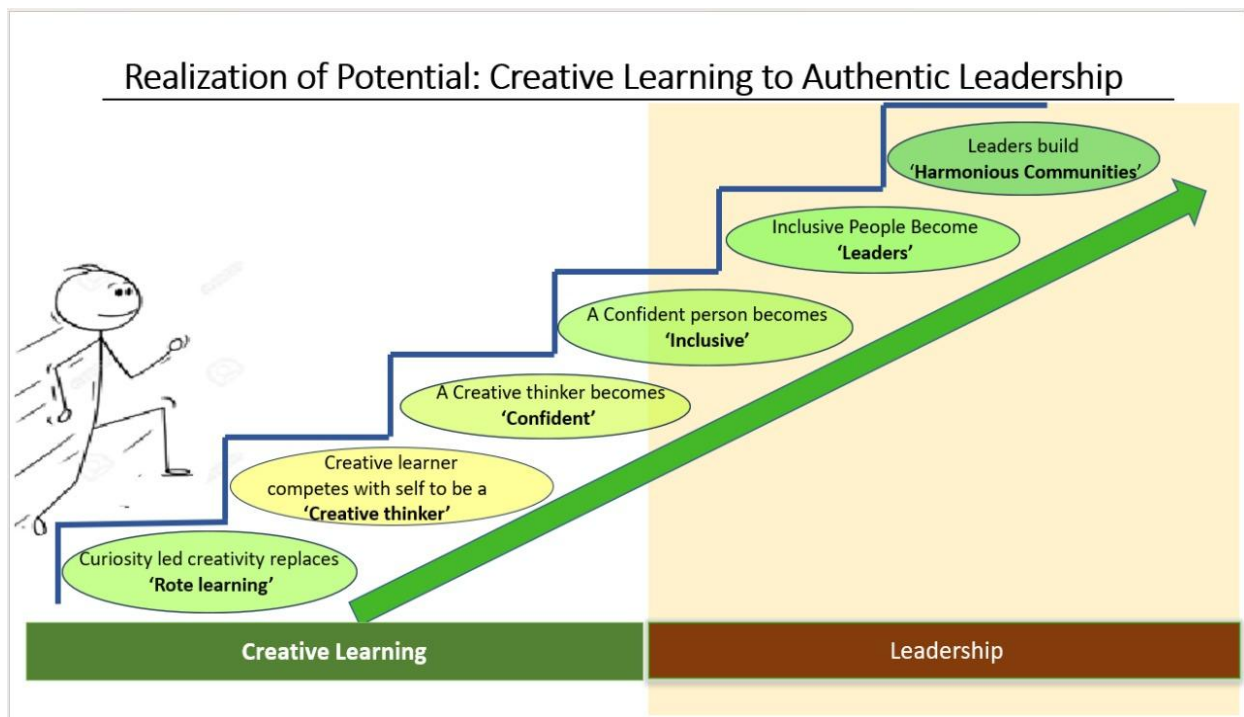 Realization of Potential: Creative Learning to Authentic Leadership
Leaders build
‘Harmonious Communities’
Inclusive People Become
‘Leaders’
A Confident person becomes
‘Inclusive’
A Creative thinker becomes
‘Confident’
Creative learner
competes with self to be a
‘Creative thinker’
Curiosity led creativity replaces
‘Rote learning’
Creative Learning
Leadership